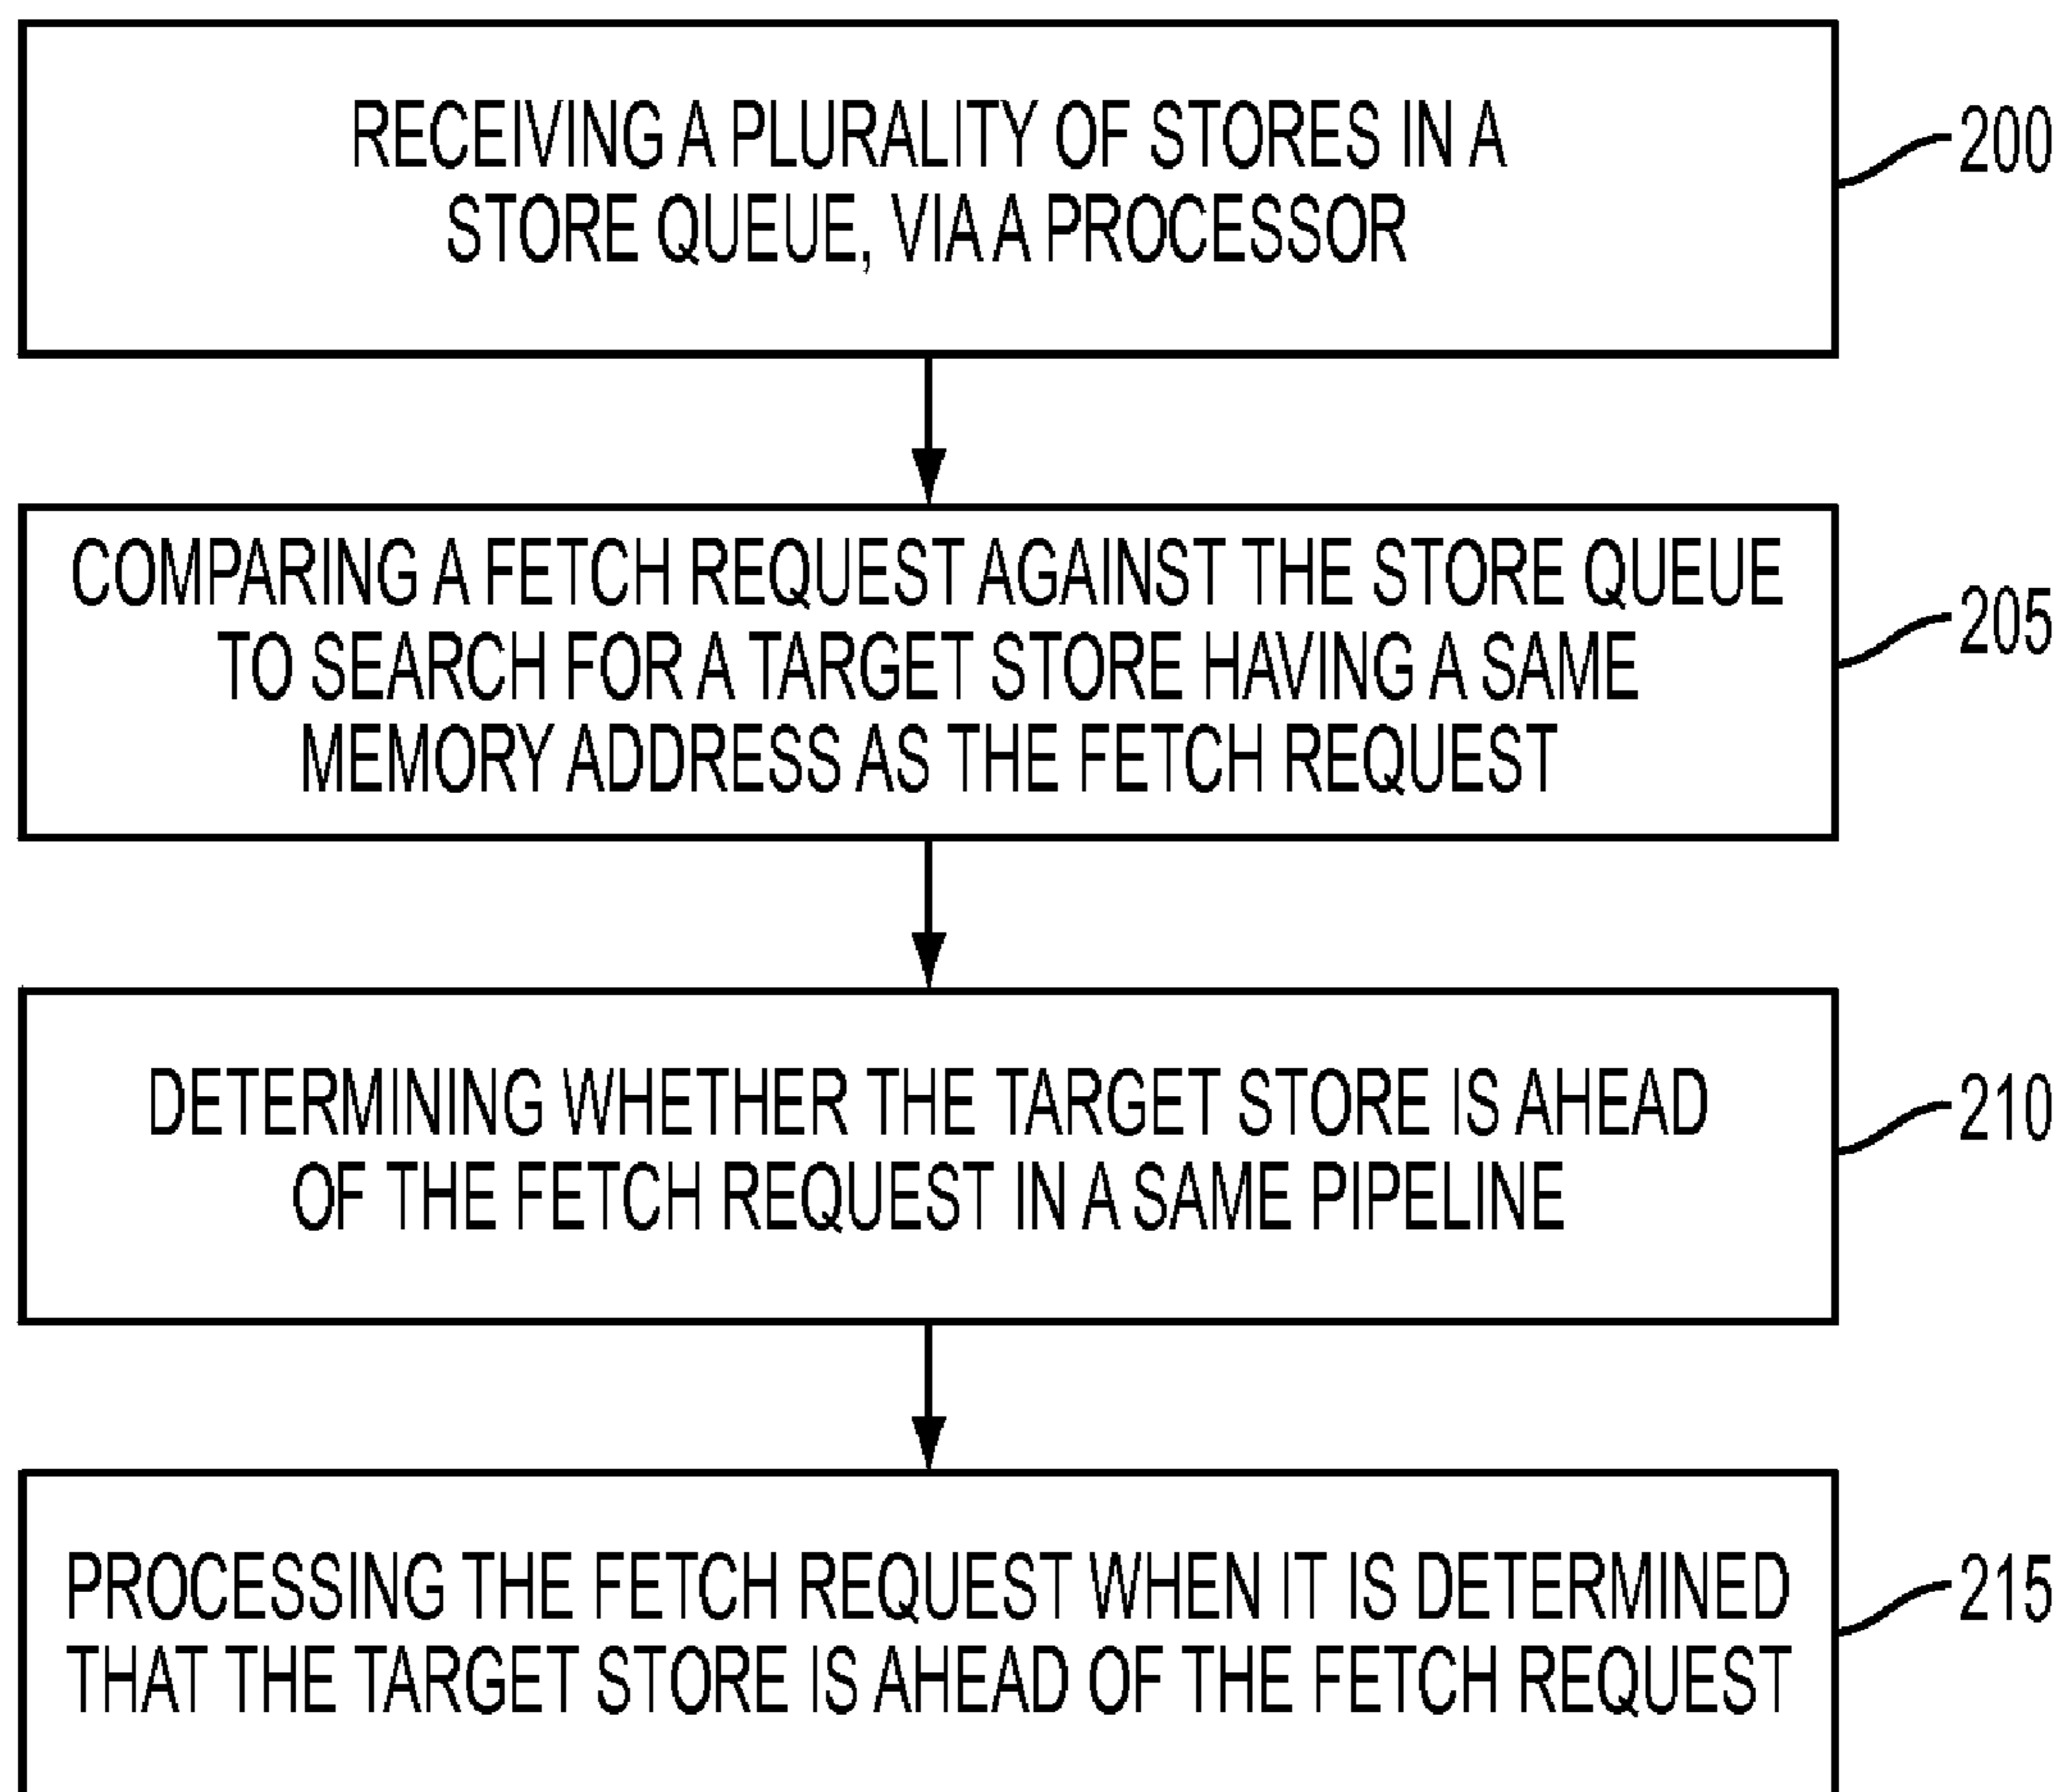 RECEIVING A PLURALITY OF STORES IN A
STORE QUEUE, VIA A PROCESSOR
200
COMPARING A FETCH REQUEST AGAINST THE STORE QUEUE
TO SEARCH FOR A TARGET STORE HAVING A SAME
MEMORY ADDRESS AS THE FETCH REQUEST
205
DETERMINING WHETHER THE TARGET STORE IS AHEAD
OF THE FETCH REQUEST IN A SAME PIPELINE
210
PROCESSING THE FETCH REQUEST WHEN IT IS DETERMINED
THAT THE TARGET STORE IS AHEAD OF THE FETCH REQUEST
215